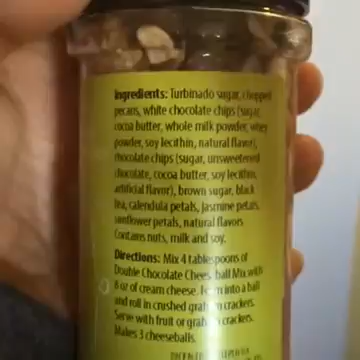 Ingredients: Turbinado sugar, chopped
pecans, white chocolate chips (sugar,
cocoa butter, whole milk powder, whey
powder, soy lecithin, natural flavor),
chocolate chips (sugar, unsweetened
chocolate, cocoa butter, soy lecithin,
artificial flavor), brown sugar, black
tea, calendula petals, jasmine petals,
sunflower petals, natural flavors
Contains nuts, milk and soy.
Directions: Mix 4 tablespoons of
Double Chocolate Cheeseball Mix with
8 oz of cream cheese. Form into a ball
and roll in crushed graham crackers.
Serve with fruit or graham crackers.
Makes 3 cheeseballs.